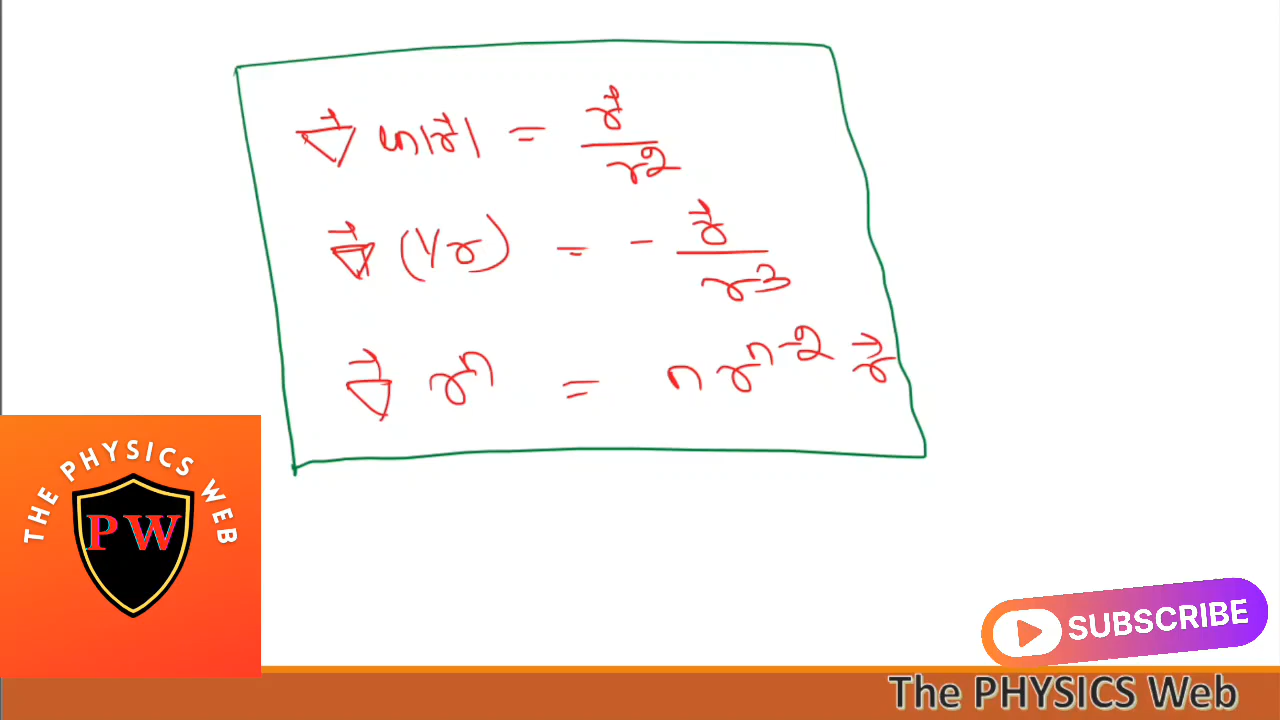 ∇⃗ ln|r⃗| = r⃗ / r²
∇⃗ (1/r) = - r⃗ / r³
∇⃗ rⁿ = n rⁿ⁻² r⃗
THE PHYSICS WEB
PW
SUBSCRIBE
The PHYSICS Web